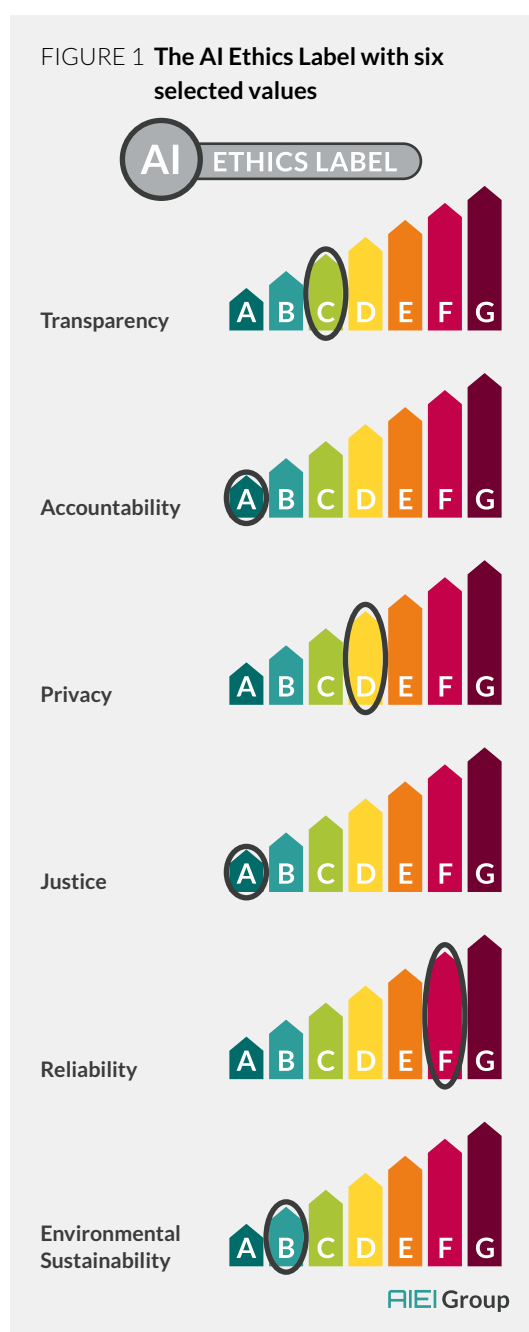 FIGURE 1 The AI Ethics Label with six
selected values
AI ETHICS LABEL
Transparency A B C D E F G
Accountability A B C D E F G
Privacy A B C D E F G
Justice A B C D E F G
Reliability A B C D E F G
Environmental
Sustainability A B C D E F G
AIEI Group